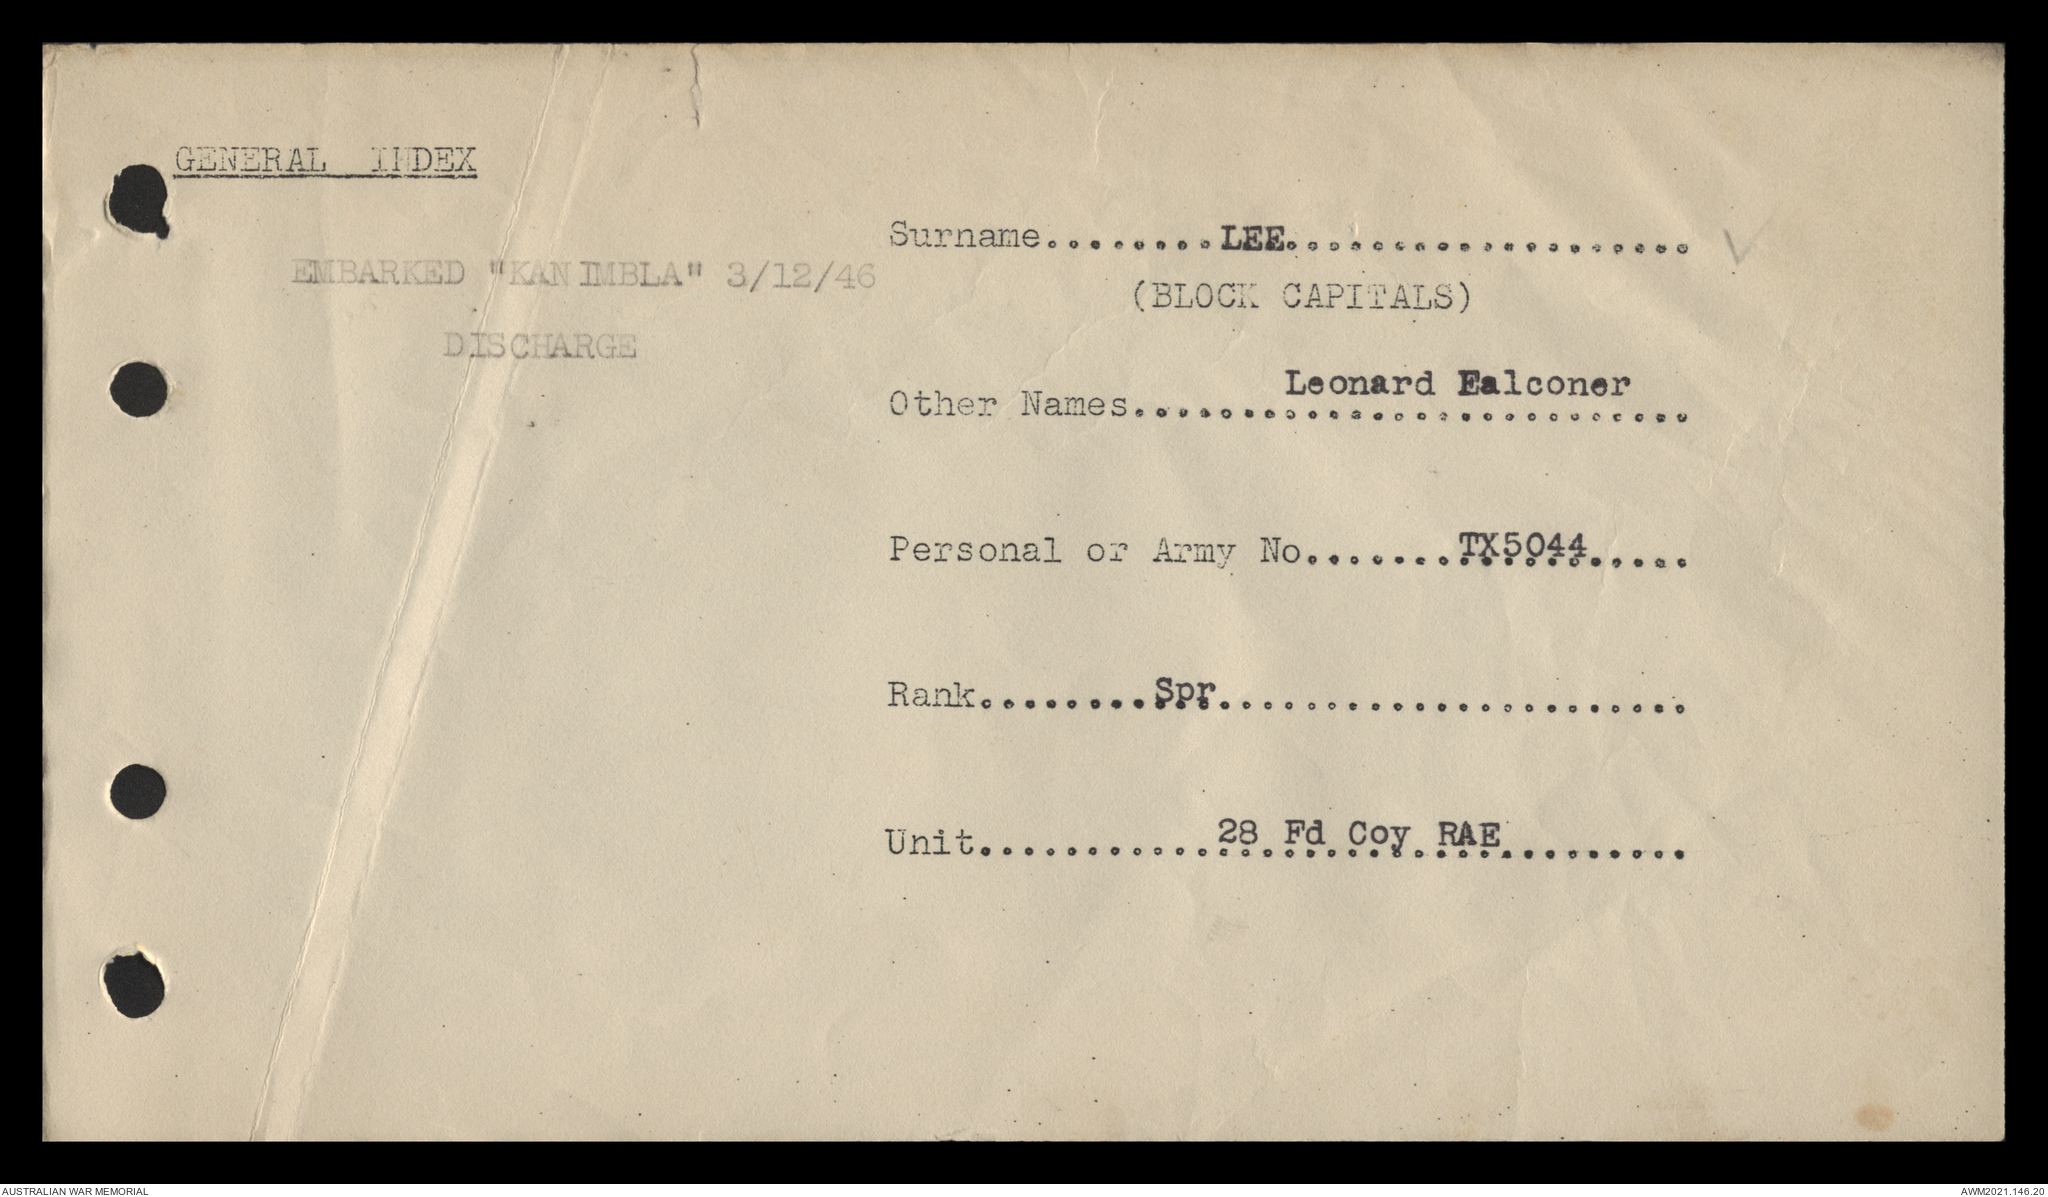 GENERAL INDEX
EMBARKED "KANIMBLA" 3/12/46
DISCHARGE
Surname........LEE...................
(BLOCK CAPITALS)
Other Names..........................
Leonard Falconer
Personal or Army No.......TX5044.....
Rank........Spr......................
Unit...........28 Fd Coy RAE.........
AUSTRALIAN WAR MEMORIAL
AWM2021.146.20